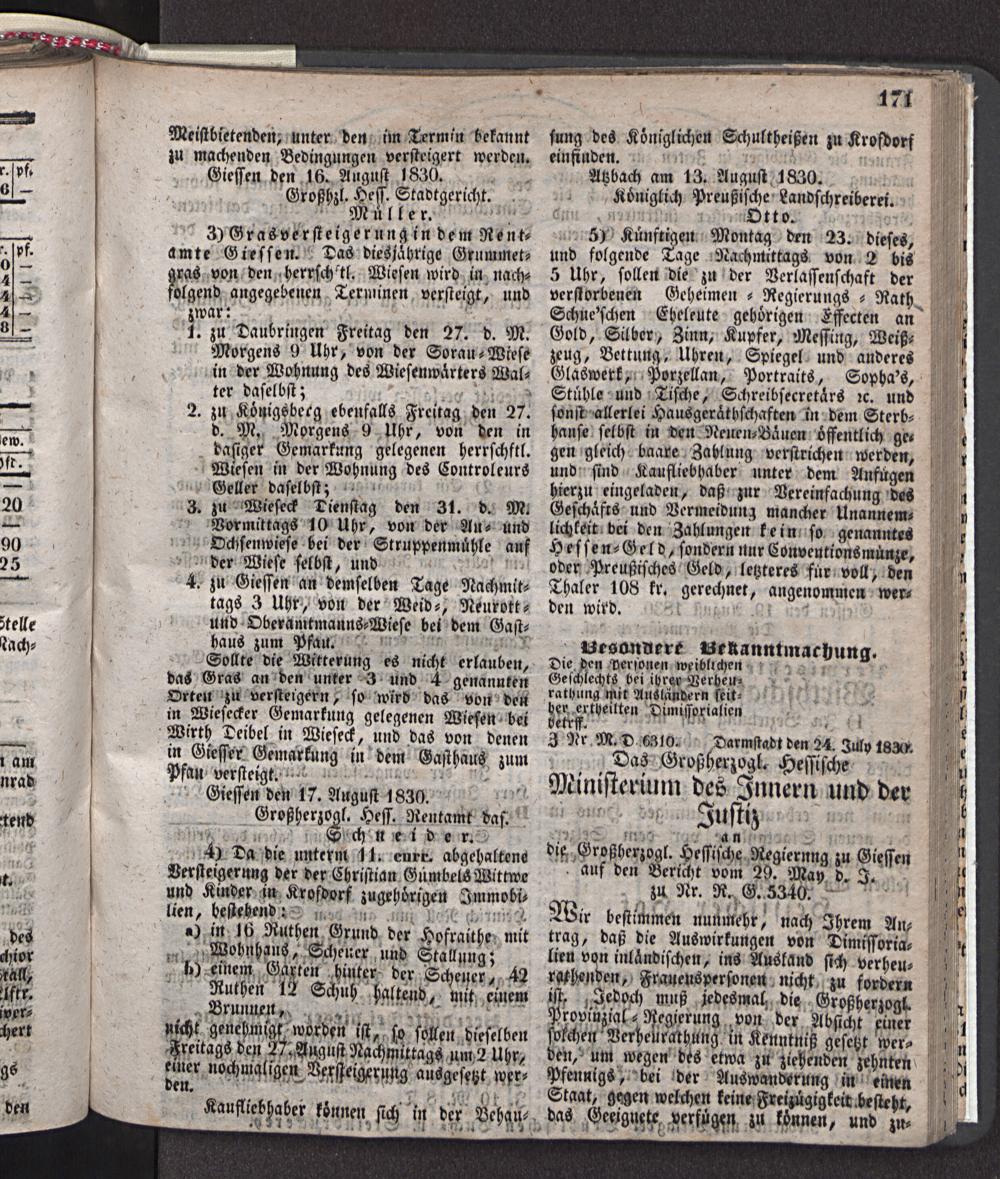 171
Meistbietenden, unter den im Termin bekannt
zu machenden Bedingungen versteigert werden.
Giessen den 16. August 1830.
Großhzl. Hess. Stadtgericht.
Müller.
3) Grasversteigerung in dem Rent-
amte Giessen. Das diesjährige Grummet-
gras von den herrsch'tl. Wiesen wird in nach-
folgend angegebenen Terminen versteigt, und
zwar:
1. zu Daubringen Freitag den 27. d. M.
Morgens 9 Uhr, von der Sorau-Wiese
in der Wohnung des Wiesenwärters Wal-
ter daselbst;
2. zu Königsberg ebenfalls Freitag den 27.
d. M. Morgens 9 Uhr, von den in
dasiger Gemarkung gelegenen herrschftl.
Wiesen in der Wohnung des Controleurs
Geller daselbst;
3. zu Wieseck Dienstag den 31. d. M.
Vormittags 10 Uhr, von der Au- und
Ochsenwiese bei der Struppenmühle auf
der Wiese selbst, und
4. zu Giessen an demselben Tage Nachmit-
tags 3 Uhr, von der Weid-, Neurott-
und Oberamtmanns-Wiese bei dem Gast-
haus zum Pfau.
Sollte die Witterung es nicht erlauben,
das Gras an den unter 3 und 4 genannten
Orten zu versteigern, so wird das von den
in Wiesecker Gemarkung gelegenen Wiesen bei
Wirth Deibel in Wieseck, und das von denen
in Giesser Gemarkung in dem Gasthaus zum
Pfau versteigt.
Giessen den 17. August 1830.
Großherzogl. Hess. Rentamt das.
Schneider.
4) Da die unterm 11. curr. abgehaltene
Versteigerung der der Christian Gümbels Wittwe
und Kinder in Krofdorf zugehörigen Immobi-
lien, bestehend:
a) in 16 Ruthen Grund der Hofraithe mit
Wohnhaus, Scheuer und Stallung;
b) einem Garten hinter der Scheuer, 42
Ruthen 12 Schuh haltend, mit einem
Brunnen,
nicht genehmigt worden ist, so sollen dieselben
Freitags den 27. August Nachmittags um 2 Uhr,
einer nochmaligen Versteigerung ausgesetzt wer-
den.
Kaufliebhaber können sich in der Behau-
sung des Königlichen Schultheißen zu Krofdorf
einfinden.
Atzbach am 13. August 1830.
Königlich Preußische Landschreiberei.
Otto.
5) Künftigen Montag den 23. dieses,
und folgende Tage Nachmittags von 2 bis
5 Uhr, sollen die zu der Verlassenschaft der
verstorbenen Geheimen-Regierungs-Rath
Schue'schen Eheleute gehörigen Effecten an
Gold, Silber, Zinn, Kupfer, Messing, Weiß-
zeug, Bettung, Uhren, Spiegel und anderes
Glaswerk, Porzellan, Portraits, Sopha's,
Stühle und Tische, Schreibsecretärs ꝛc. und
sonst allerlei Hausgeräthschaften in dem Sterb-
hause selbst in den Neuen-Bäuen öffentlich ge-
gen gleich baare Zahlung verstrichen werden,
und sind Kaufliebhaber unter dem Anfügen
hierzu eingeladen, daß zur Vereinfachung des
Geschäfts und Vermeidung mancher Unannem-
lichkeit bei den Zahlungen kein so genanntes
Hessen-Geld, sondern nur Conventionsmünze,
oder Preußisches Geld, letzteres für voll, den
Thaler 108 kr. gerechnet, angenommen wer-
den wird.
Besondere Bekanntmachung.
Die den Personen weiblichen
Geschlechts bei ihrer Verheu-
rathung mit Ausländern seit-
her ertheilten Dimissorialien
betrff.
J Nr. M. D. 6310. Darmstadt den 24. July 1830.
Das Großherzogl. Hessische
Ministerium des Innern und der
Justiz
an
die Großherzogl. Hessische Regierung zu Giessen
auf den Bericht vom 29. May d. J.
zu Nr. R. G. 5340.
Wir bestimmen nunmehr, nach Ihrem An-
trag, daß die Auswirkungen von Dimissoria-
lien von inländischen, ins Ausland sich verheu-
rathenden, Frauenspersonen nicht zu fordern
ist. Jedoch muß jedesmal die Großherzogl.
Provinzial-Regierung von der Absicht einer
solchen Verheurathung in Kenntniß gesetzt wer-
den, um wegen des etwa zu ziehenden zehnten
Pfennigs, bei der Auswanderung in einen
Staat, gegen welchen keine Freizügigkeit besteht,
das Geeignete verfügen zu können, und zu-